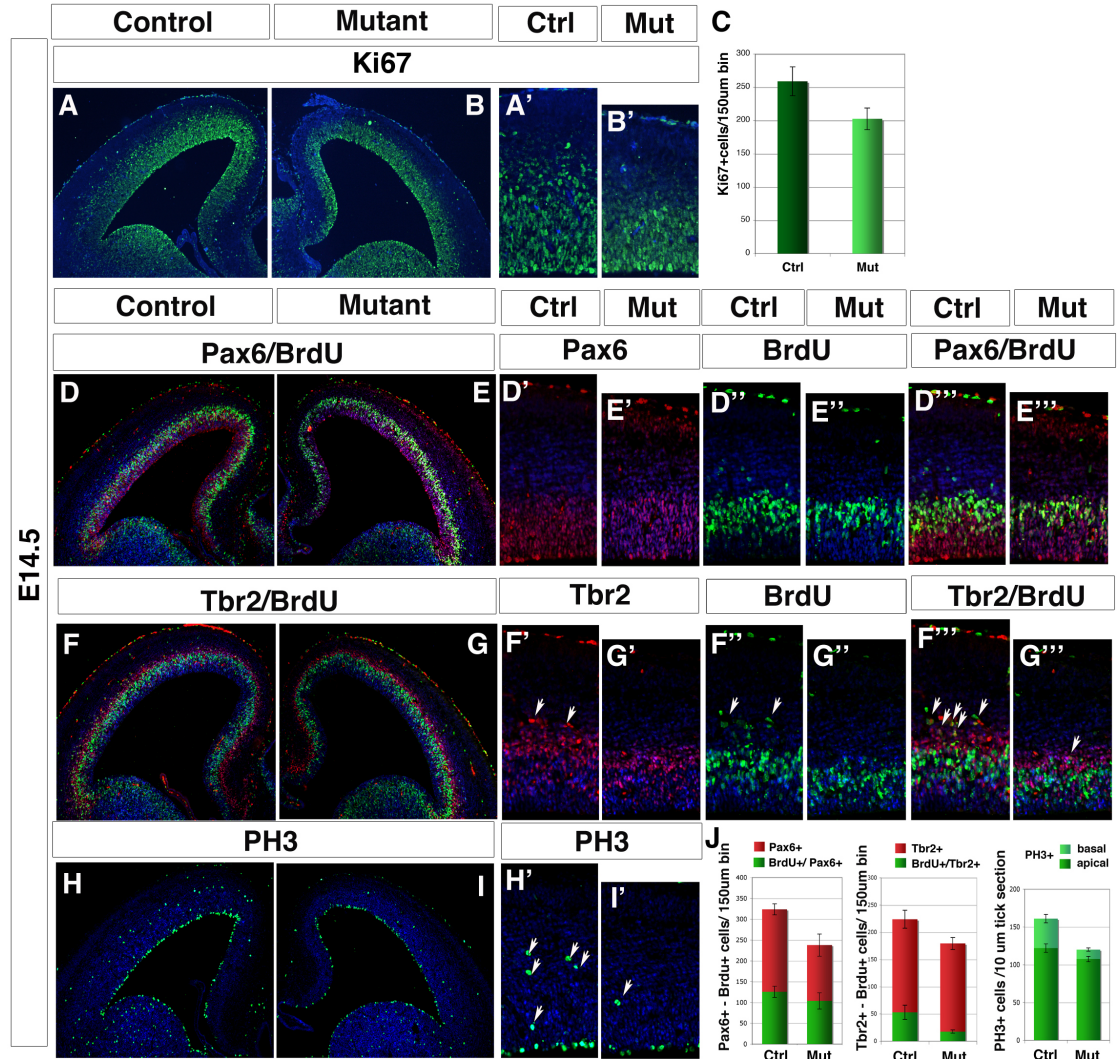 Control Mutant Ctrl Mut C
Ki67
A B A’ B’
Ki67+cells/150um bin
300
250
200
150
100
50
0
Ctrl Mut
E14.5
Control Mutant Ctrl Mut Ctrl Mut Ctrl Mut
Pax6/BrdU Pax6 BrdU Pax6/BrdU
D E D’ E’ D’’ E’’ D’’’ E’’’
Tbr2/BrdU Tbr2 BrdU Tbr2/BrdU
F G F’ G’ F’’ G’’ F’’’ G’’’
PH3 PH3 J
H I H’ I’
Pax6+
BrdU+/ Pax6+
Pax6+ - Brdu+ cells/ 150um bin
400
350
300
250
200
150
100
50
0
Ctrl Mut
Tbr2+
BrdU+/Tbr2+
Tbr2+ - Brdu+ cells/ 150um bin
300
250
200
150
100
50
0
Ctrl Mut
PH3+ basal
apical
PH3+ cells /10 um tick section
200
150
100
50
0
Ctrl Mut